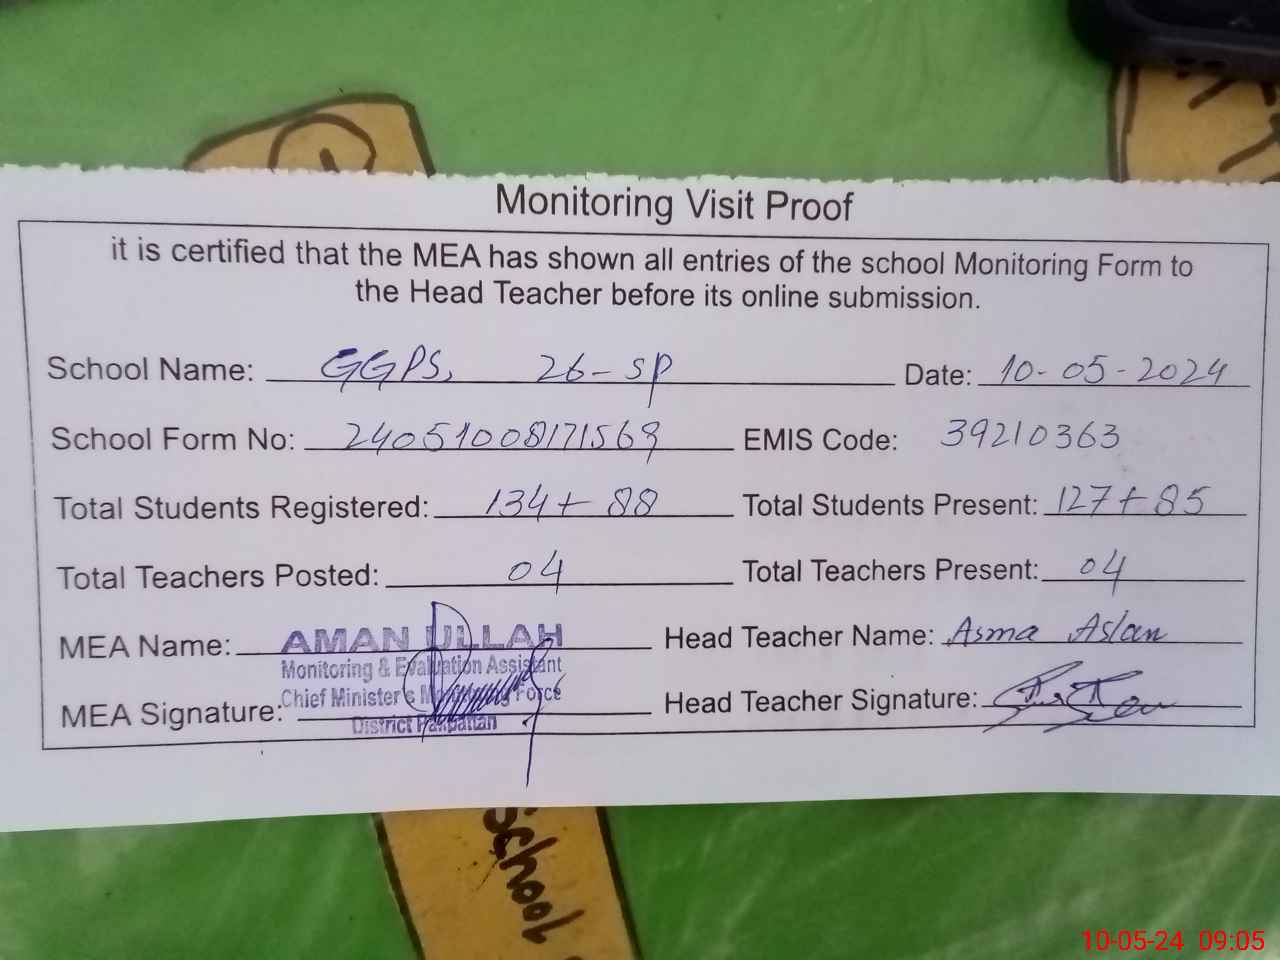 Monitoring Visit Proof
it is certified that the MEA has shown all entries of the school Monitoring Form to
the Head Teacher before its online submission.
School Name: GGPS, 26-SP Date: 10-05-2024
School Form No: 24051008171569 EMIS Code: 39210363
Total Students Registered: 134+88 Total Students Present: 127+85
Total Teachers Posted: 04 Total Teachers Present: 04
MEA Name: AMAN ULLAH Head Teacher Name: Asma Aslan
Monitoring & Evaluation Assistant
Chief Minister's Monitoring Force
MEA Signature: Head Teacher Signature:
District Pakpattan
School
10-05-24 09:05